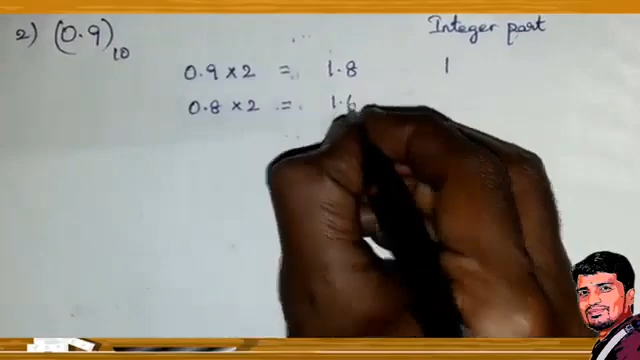 2) (0.9)10 Integer part
0.9 × 2 = 1.8 1
0.8 × 2 = 1.6